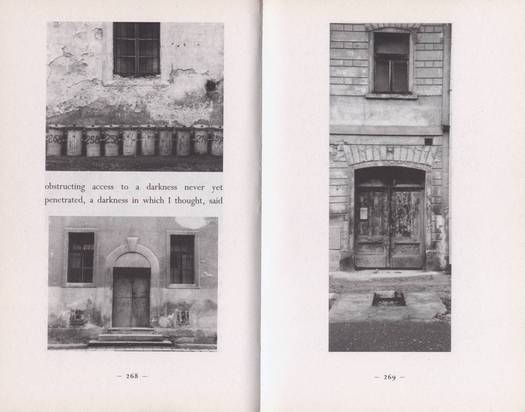 obstructing access to a darkness never yet
penetrated, a darkness in which I thought, said
– 268 –
– 269 –